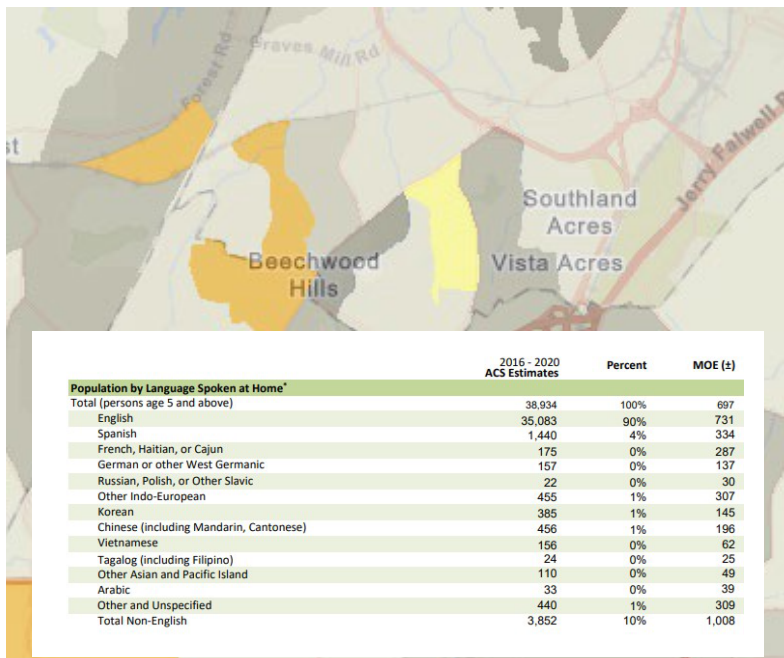 Graves Mill Rd
Forest Rd
st
Jerry Falwell P
Southland
Acres
Beechwood
Hills
Vista Acres
2016 - 2020
ACS Estimates Percent MOE (±)
Population by Language Spoken at Home*
Total (persons age 5 and above) 38,934 100% 697
English 35,083 90% 731
Spanish 1,440 4% 334
French, Haitian, or Cajun 175 0% 287
German or other West Germanic 157 0% 137
Russian, Polish, or Other Slavic 22 0% 30
Other Indo-European 455 1% 307
Korean 385 1% 145
Chinese (including Mandarin, Cantonese) 456 1% 196
Vietnamese 156 0% 62
Tagalog (including Filipino) 24 0% 25
Other Asian and Pacific Island 110 0% 49
Arabic 33 0% 39
Other and Unspecified 440 1% 309
Total Non-English 3,852 10% 1,008